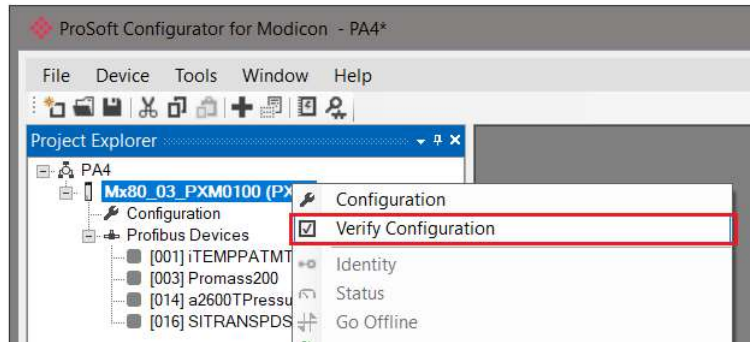 ProSoft Configurator for Modicon - PA4*
File Device Tools Window Help
Project Explorer
PA4
Mx80_03_PXM0100 (PX
Configuration
Profibus Devices
[001] iTEMPPATMT
[003] Promass200
[014] a2600TPressu
[016] SITRANSPDS
Configuration
Verify Configuration
Identity
Status
Go Offline